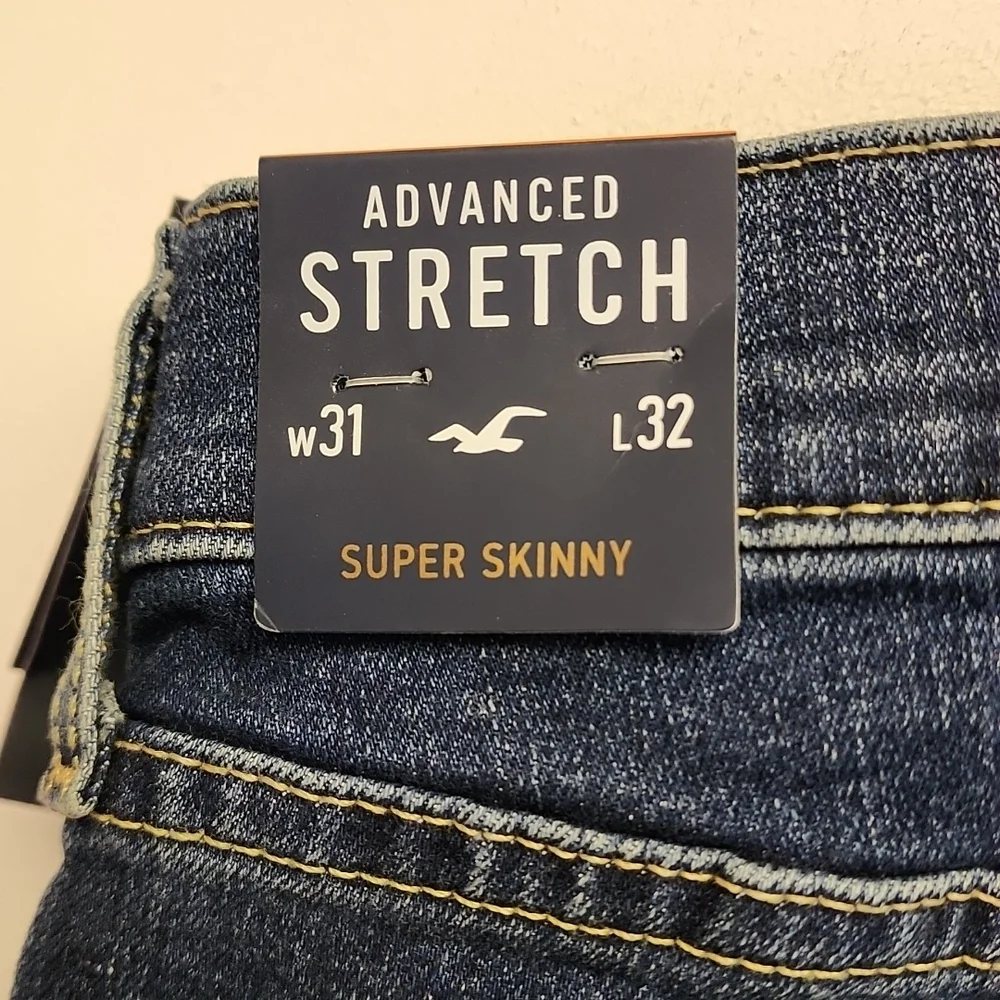 ADVANCED
STRETCH
W31 L32
SUPER SKINNY